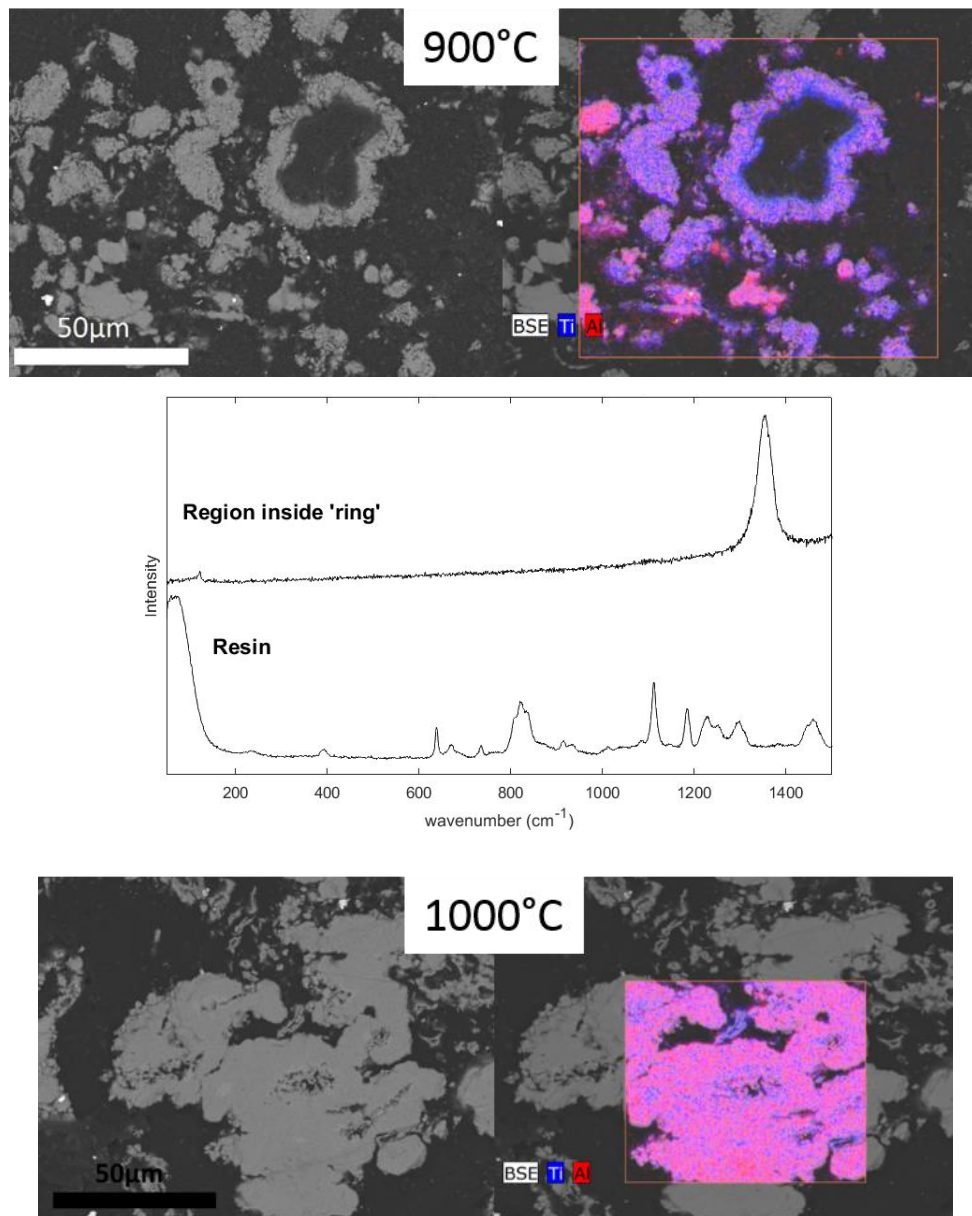 900°C
50µm
BSE Ti Al
Region inside 'ring'
Resin
Intensity
200 400 600 800 1000 1200 1400
wavenumber (cm-1)
1000°C
50µm
BSE Ti Al